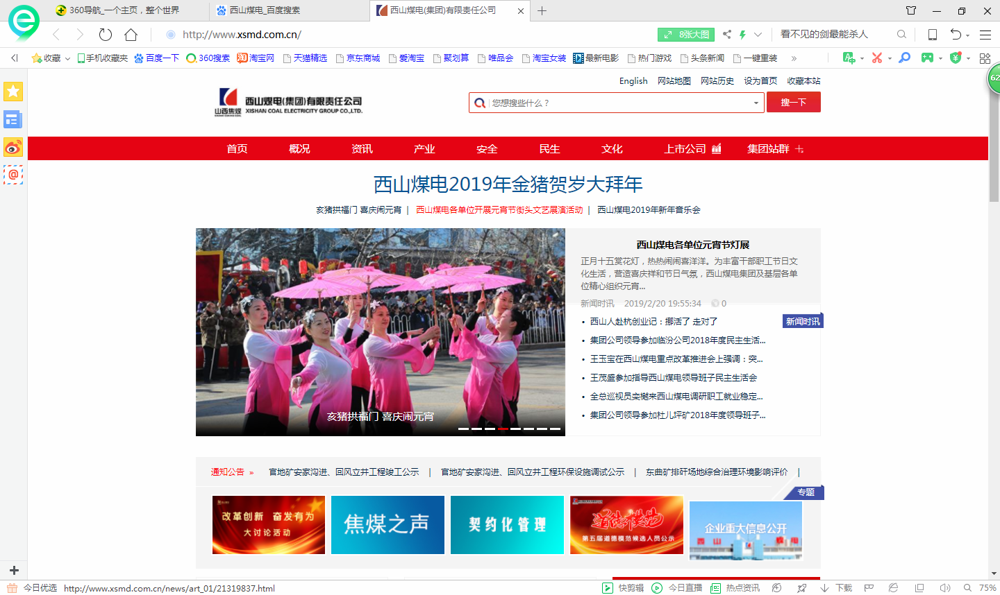 360导航_一个主页，整个世界
西山煤电_百度搜索
西山煤电(集团)有限责任公司
http://www.xsmd.com.cn/
8张大图
看不见的剑最能杀人
收藏
手机收藏夹
百度一下
360搜索
淘宝网
天猫精选
京东商城
爱淘宝
聚划算
唯品会
淘宝女装
最新电影
热门游戏
头条新闻
一键重装
62
English 网站地图 网站历史 设为首页 收藏本站
山西焦煤
西山煤电(集团)有限责任公司
XISHAN COAL ELECTRICITY GROUP CO.,LTD.
您想搜些什么？
搜一下
首页 概况 资讯 产业 安全 民生 文化 上市公司 集团站群
西山煤电2019年金猪贺岁大拜年
亥猪拱福门 喜庆闹元宵 | 西山煤电各单位开展元宵节街头文艺展演活动 | 西山煤电2019年新年音乐会
亥猪拱福门 喜庆闹元宵
西山煤电各单位元宵节灯展
正月十五赏花灯，热热闹闹喜洋洋。为丰富干部职工节日文
化生活，营造喜庆祥和节日气氛，西山煤电集团及基层各单
位精心组织元宵...
新闻时讯 2019/2/20 19:55:34 0
新闻时讯
西山人赴杭创业记：挪活了 走对了
集团公司领导参加临汾公司2018年度民主生活...
王玉宝在西山煤电重点改革推进会上强调：突...
王茂盛参加指导西山煤电领导班子民主生活会
全总巡视员栾樾来西山煤电调研职工就业稳定...
集团公司领导参加杜儿坪矿2018年度领导班子...
通知公告 »
官地矿安家沟进、回风立井工程竣工公示 | 官地矿安家沟进、回风立井工程环保设施调试公示 | 东曲矿排矸场地综合治理环境影响评价 |
专题
改革创新 奋发有为
大讨论活动
焦煤之声
契约化管理
道德模范
第五届道德模范候选人员公示
企业重大信息公开
西山
今日优选
http://www.xsmd.com.cn/news/art_01/21319837.html
快剪辑
今日直播
热点资讯
下载
75%